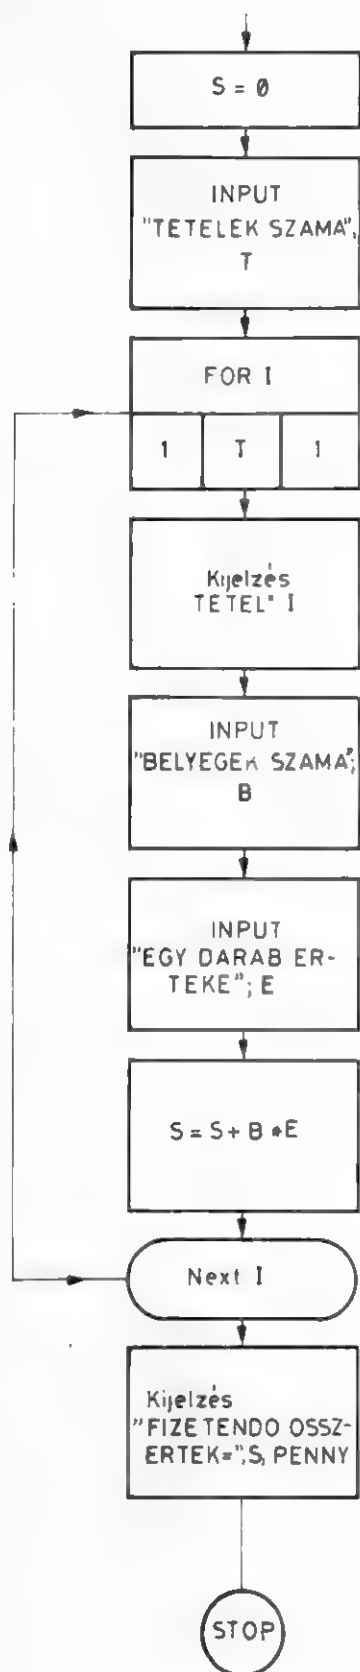 S = 0
INPUT
"TETELEK SZAMA",
T
FOR I
1 T 1
Kijelzés
TETEL" I
INPUT
"BELYEGEK SZAMA";
B
INPUT
"EGY DARAB ER-
TEKE"; E
S = S + B * E
Next I
Kijelzés
"FIZETENDO OSSZ-
ERTEK=",S, PENNY
STOP